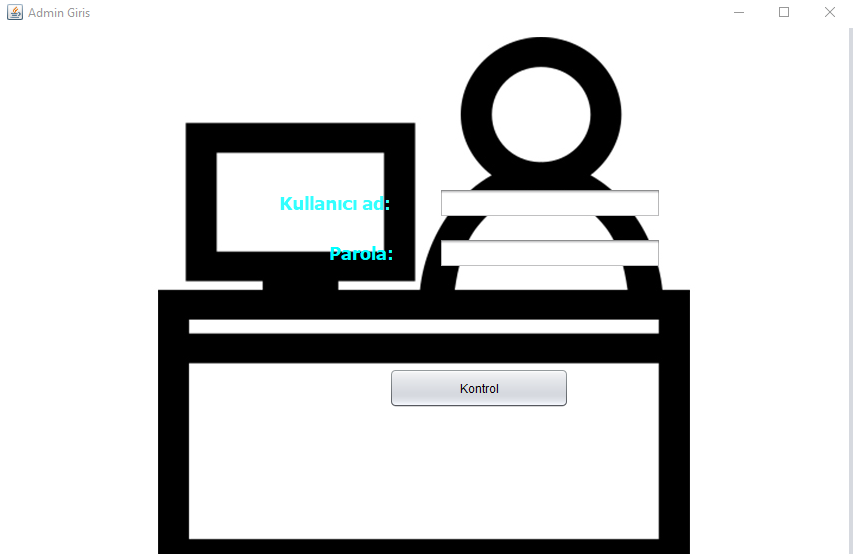 Admin Giris
Kullanıcı ad:
Parola:
Kontrol